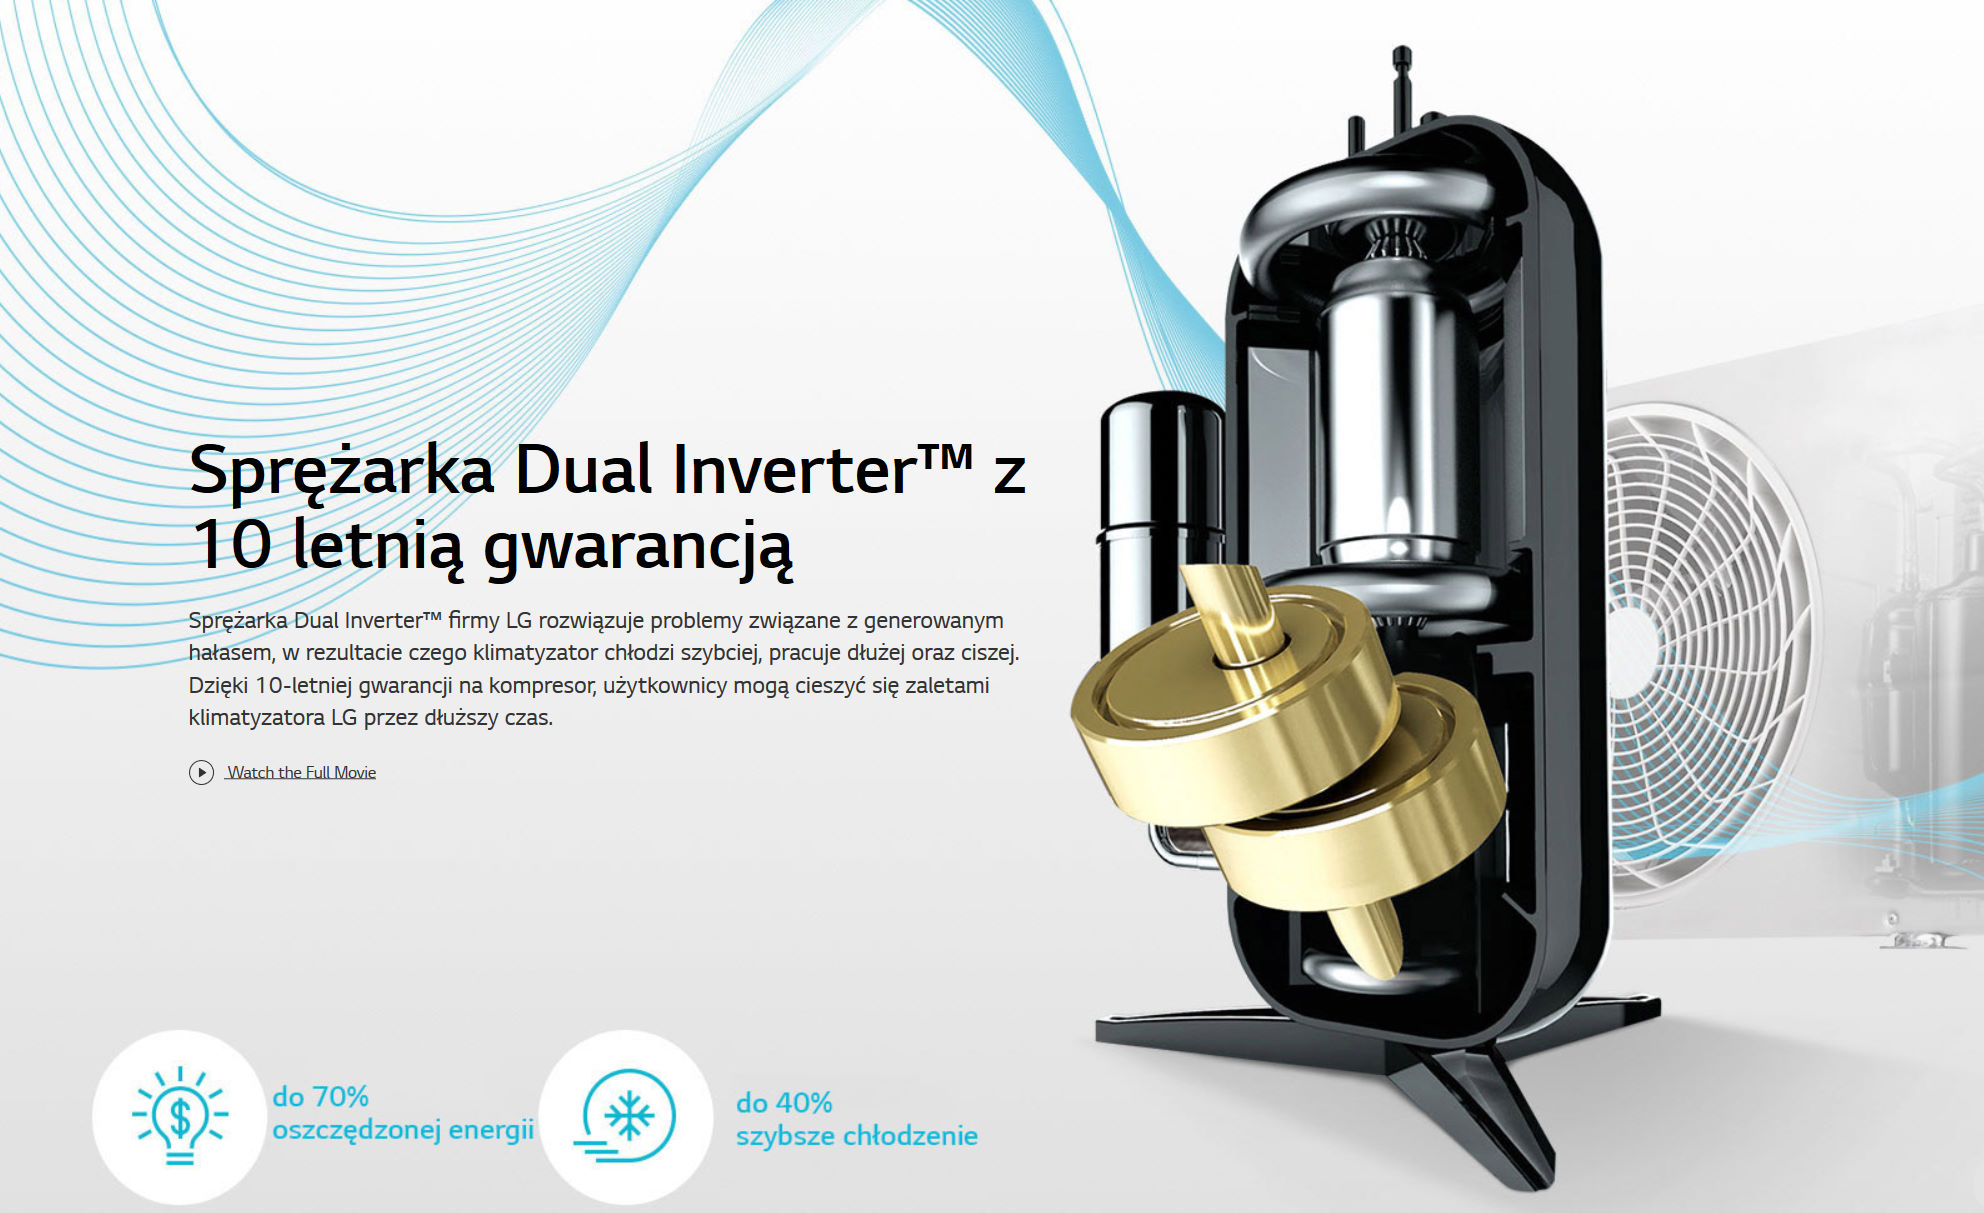 Sprężarka Dual Inverter™ z
10 letnią gwarancją
Sprężarka Dual Inverter™ firmy LG rozwiązuje problemy związane z generowanym
hałasem, w rezultacie czego klimatyzator chłodzi szybciej, pracuje dłużej oraz ciszej.
Dzięki 10-letniej gwarancji na kompresor, użytkownicy mogą cieszyć się zaletami
klimatyzatora LG przez dłuższy czas.
Watch the Full Movie
$
do 70%
oszczędzonej energii
do 40%
szybsze chłodzenie